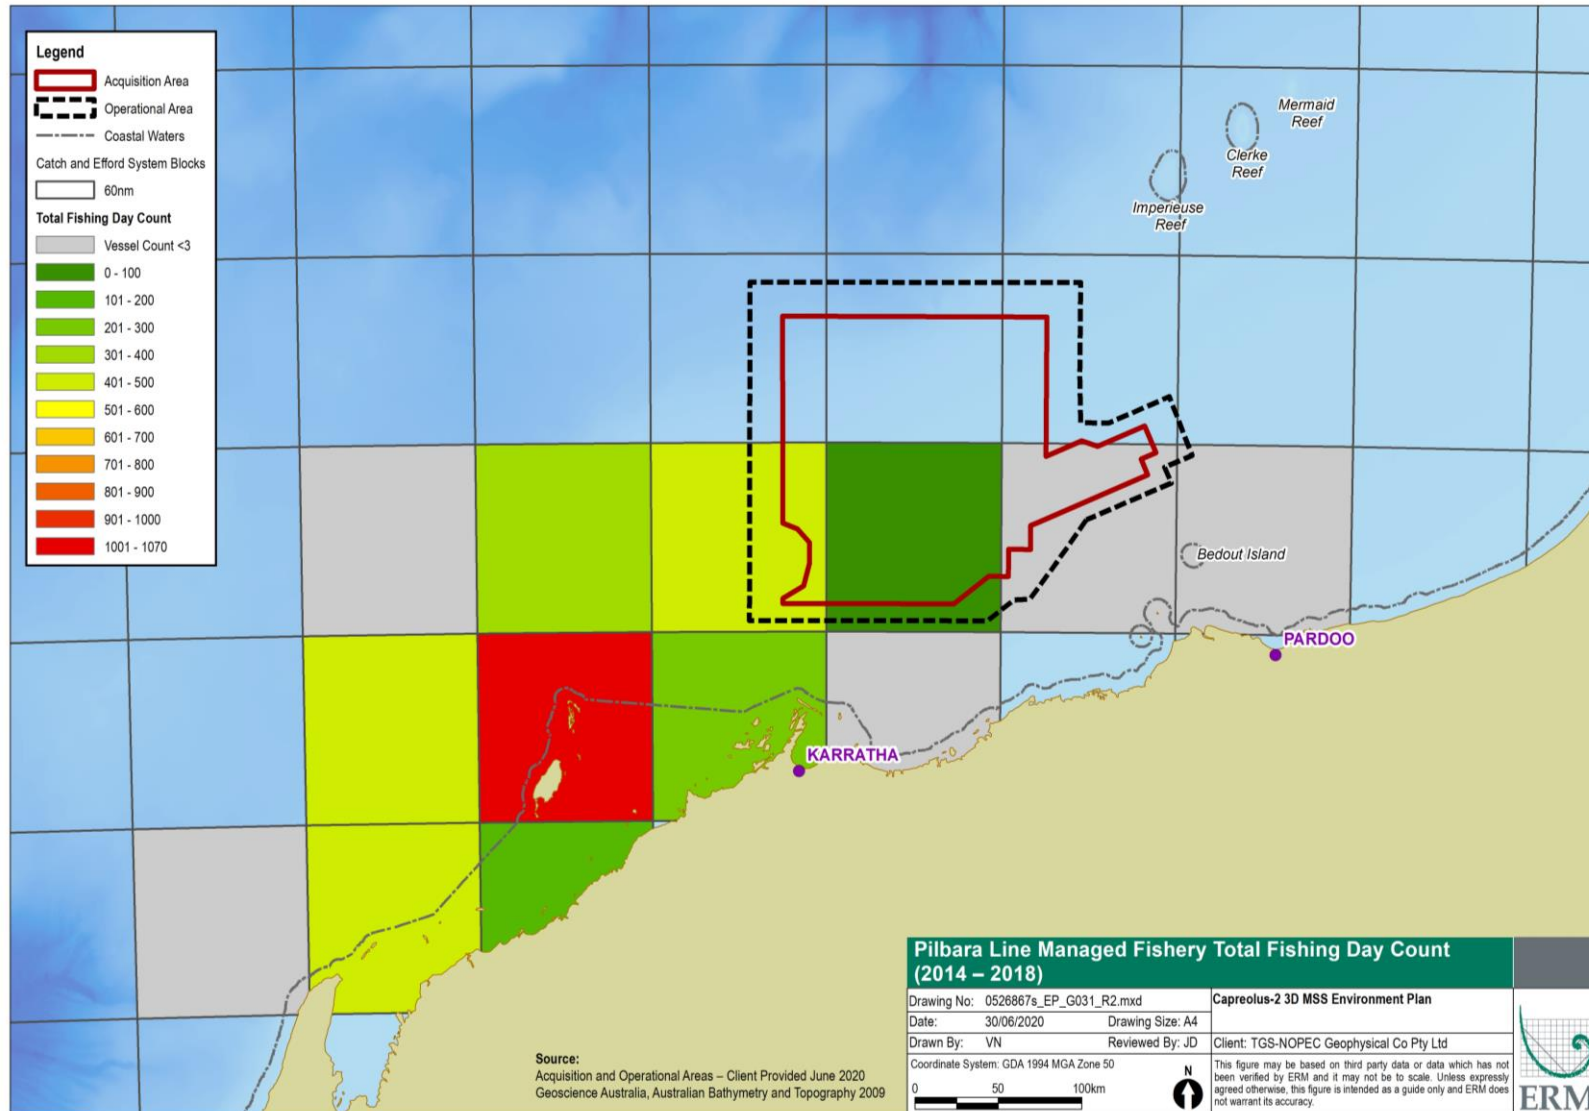 Legend
Acquisition Area
Operational Area
Coastal Waters
Catch and Efford System Blocks
60nm
Total Fishing Day Count
Vessel Count <3
0 - 100
101 - 200
201 - 300
301 - 400
401 - 500
501 - 600
601 - 700
701 - 800
801 - 900
901 - 1000
1001 - 1070
Mermaid
Reef
Clerke
Reef
Imperieuse
Reef
Bedout Island
PARDOO
KARRATHA
Source:
Acquisition and Operational Areas – Client Provided June 2020
Geoscience Australia, Australian Bathymetry and Topography 2009
Pilbara Line Managed Fishery Total Fishing Day Count
(2014 – 2018)
Drawing No: 0526867s_EP_G031_R2.mxd
Date: 30/06/2020 Drawing Size: A4
Drawn By: VN Reviewed By: JD
Capreolus-2 3D MSS Environment Plan
Client: TGS-NOPEC Geophysical Co Pty Ltd
Coordinate System: GDA 1994 MGA Zone 50
0 50 100km
N
This figure may be based on third party data or data which has not
been verified by ERM and it may not be to scale. Unless expressly
agreed otherwise, this figure is intended as a guide only and ERM does
not warrant its accuracy.
ERM